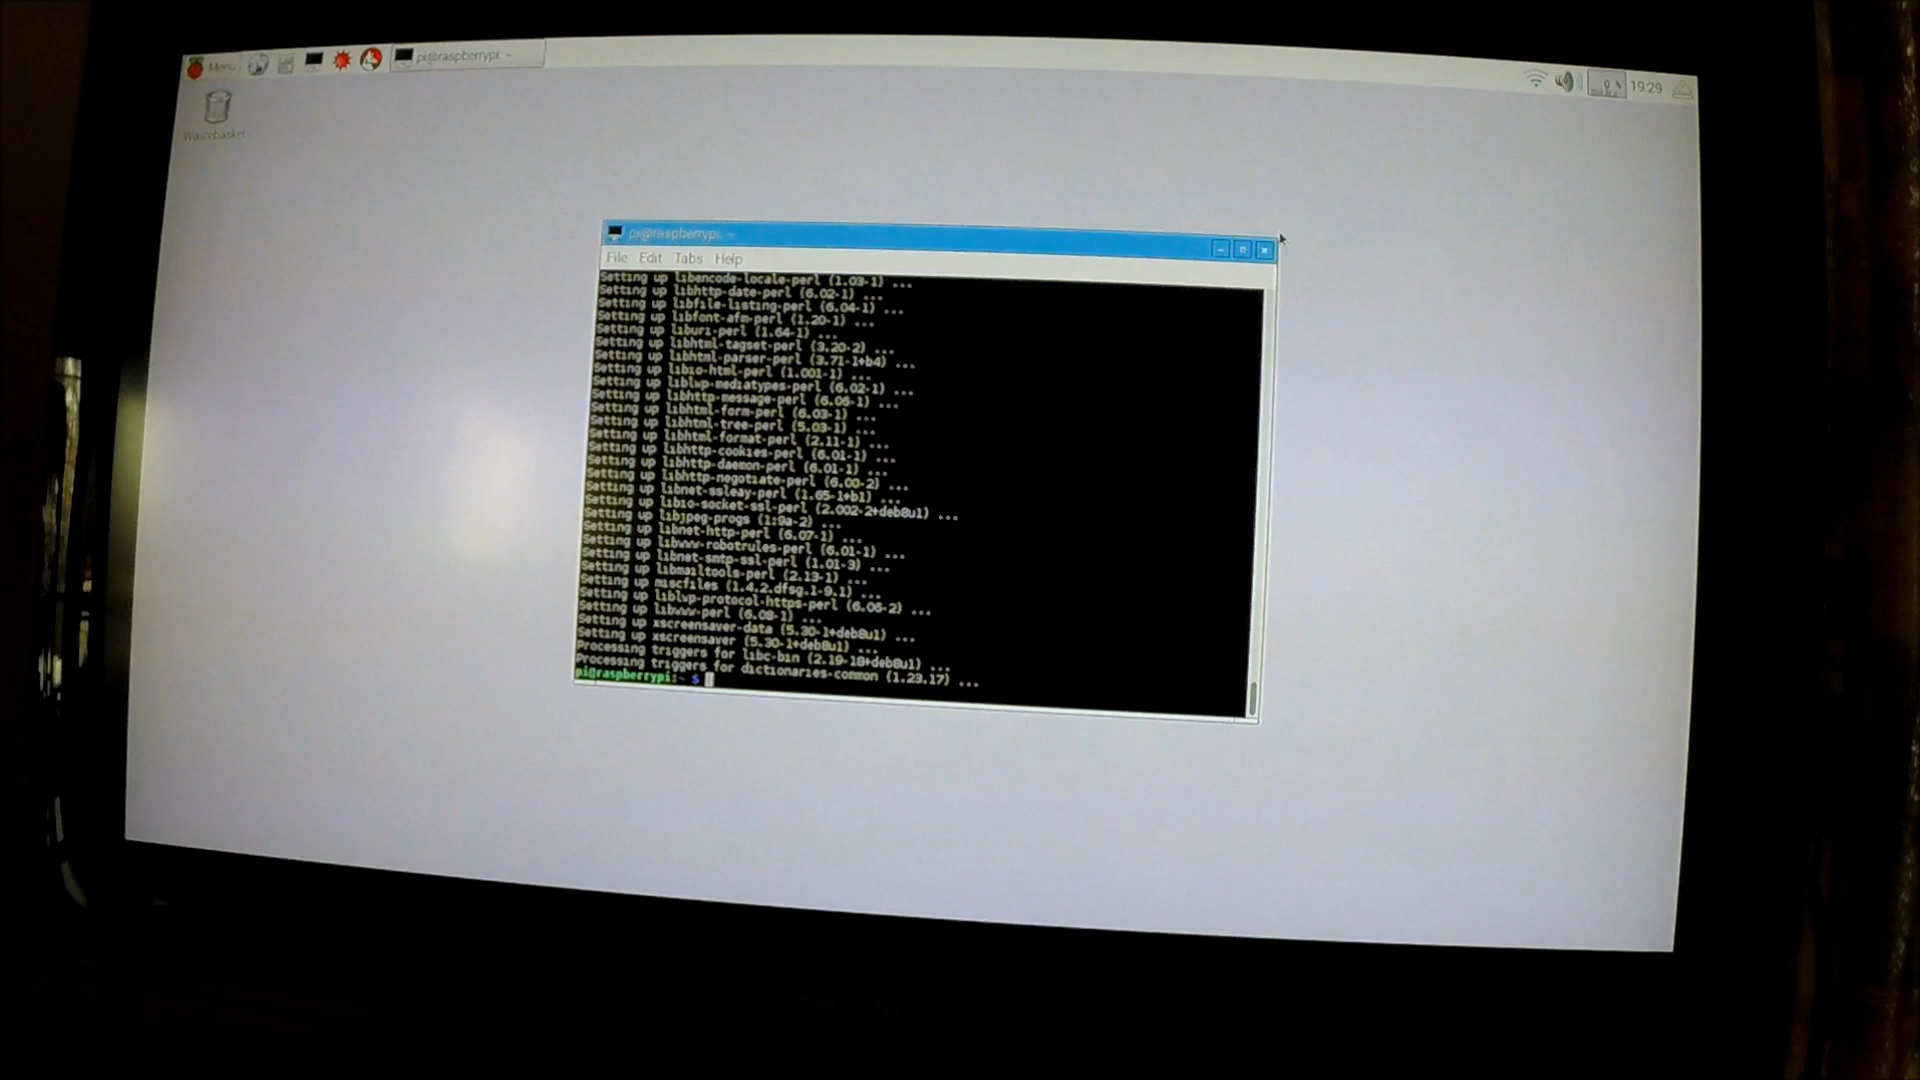 Menu
pi@raspberrypi: ~
19:29
Wastebasket
pi@raspberrypi: ~
File Edit Tabs Help
Setting up libencode-locale-perl (1.03-1) ...
Setting up libhttp-date-perl (6.02-1) ...
Setting up libfile-listing-perl (6.04-1) ...
Setting up libfont-afm-perl (1.20-1) ...
Setting up liburi-perl (1.64-1) ...
Setting up libhtml-tagset-perl (3.20-2) ...
Setting up libhtml-parser-perl (3.71-1+b4) ...
Setting up libio-html-perl (1.001-1) ...
Setting up liblwp-mediatypes-perl (6.02-1) ...
Setting up libhttp-message-perl (6.06-1) ...
Setting up libhtml-form-perl (6.03-1) ...
Setting up libhtml-tree-perl (5.03-1) ...
Setting up libhtml-format-perl (2.11-1) ...
Setting up libhttp-cookies-perl (6.01-1) ...
Setting up libhttp-daemon-perl (6.01-1) ...
Setting up libhttp-negotiate-perl (6.00-2) ...
Setting up libnet-ssleay-perl (1.65-1+b1) ...
Setting up libio-socket-ssl-perl (2.002-2+deb8u1) ...
Setting up libjpeg-progs (1:9a-2) ...
Setting up libnet-http-perl (6.07-1) ...
Setting up libwww-robotrules-perl (6.01-1) ...
Setting up libnet-smtp-ssl-perl (1.01-3) ...
Setting up libmailtools-perl (2.13-1) ...
Setting up miscfiles (1.4.2.dfsg.1-9.1) ...
Setting up liblwp-protocol-https-perl (6.06-2) ...
Setting up libwww-perl (6.08-1) ...
Setting up xscreensaver-data (5.30-1+deb8u1) ...
Setting up xscreensaver (5.30-1+deb8u1) ...
Processing triggers for libc-bin (2.19-18+deb8u1) ...
Processing triggers for dictionaries-common (1.23.17) ...
pi@raspberrypi:~ $